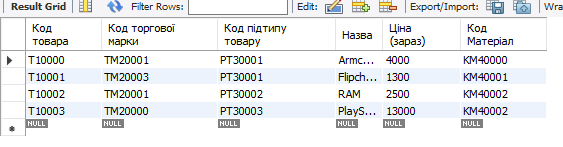 Result Grid Filter Rows: Edit: Export/Import: Wra
Код товара Код торгової марки Код підтипу товару Назва Ціна (зараз) Код Матеріал
T10000 TM20001 PT30001 Armc... 4000 KM40000
T10001 TM20003 PT30001 Flipch... 1300 KM40001
T10002 TM20001 PT30002 RAM 2500 KM40002
T10003 TM20000 PT30003 PlayS... 13000 KM40002
NULL NULL NULL NULL NULL NULL